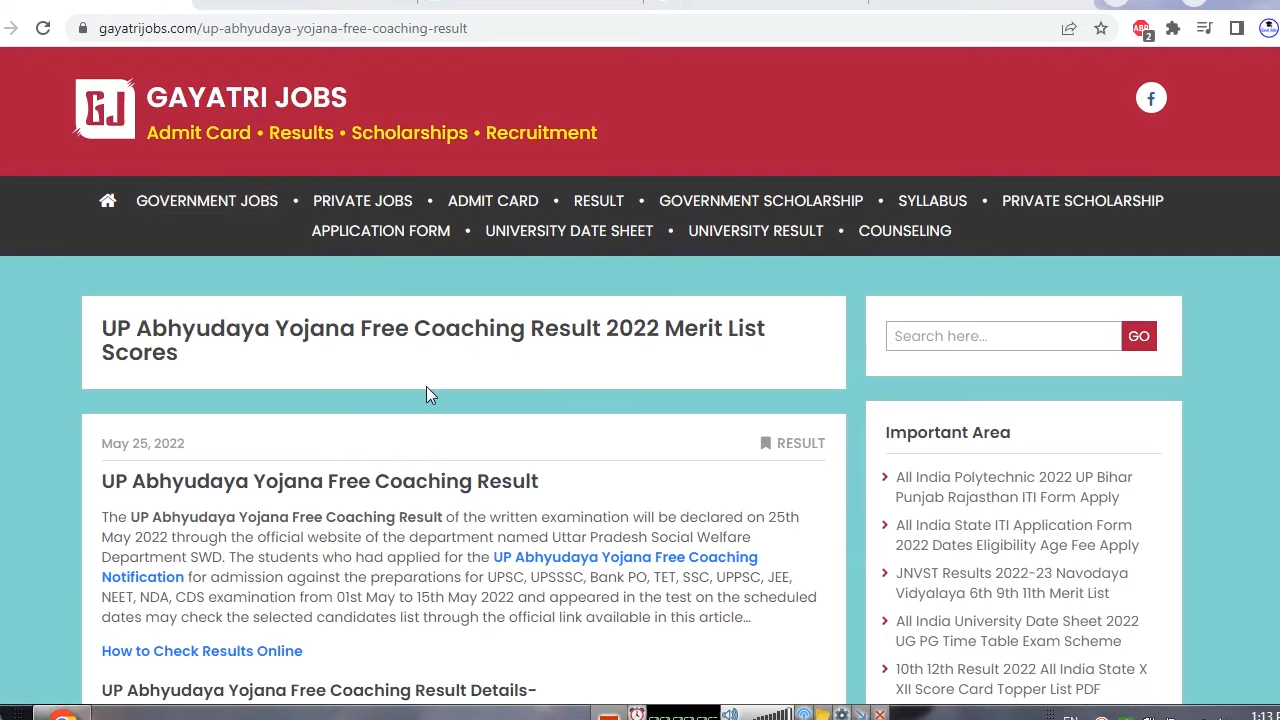 gayatrijobs.com/up-abhyudaya-yojana-free-coaching-result
ABP
2
GJ
GAYATRI JOBS
Admit Card • Results • Scholarships • Recruitment
GOVERNMENT JOBS • PRIVATE JOBS • ADMIT CARD • RESULT • GOVERNMENT SCHOLARSHIP • SYLLABUS • PRIVATE SCHOLARSHIP
APPLICATION FORM • UNIVERSITY DATE SHEET • UNIVERSITY RESULT • COUNSELING
UP Abhyudaya Yojana Free Coaching Result 2022 Merit List
Scores
May 25, 2022
RESULT
UP Abhyudaya Yojana Free Coaching Result
The UP Abhyudaya Yojana Free Coaching Result of the written examination will be declared on 25th
May 2022 through the official website of the department named Uttar Pradesh Social Welfare
Department SWD. The students who had applied for the UP Abhyudaya Yojana Free Coaching
Notification for admission against the preparations for UPSC, UPSSSC, Bank PO, TET, SSC, UPPSC, JEE,
NEET, NDA, CDS examination from 01st May to 15th May 2022 and appeared in the test on the scheduled
dates may check the selected candidates list through the official link available in this article...
How to Check Results Online
UP Abhyudaya Yojana Free Coaching Result Details-
Search here...
GO
Important Area
All India Polytechnic 2022 UP Bihar
Punjab Rajasthan ITI Form Apply
All India State ITI Application Form
2022 Dates Eligibility Age Fee Apply
JNVST Results 2022-23 Navodaya
Vidyalaya 6th 9th 11th Merit List
All India University Date Sheet 2022
UG PG Time Table Exam Scheme
10th 12th Result 2022 All India State X
XII Score Card Topper List PDF